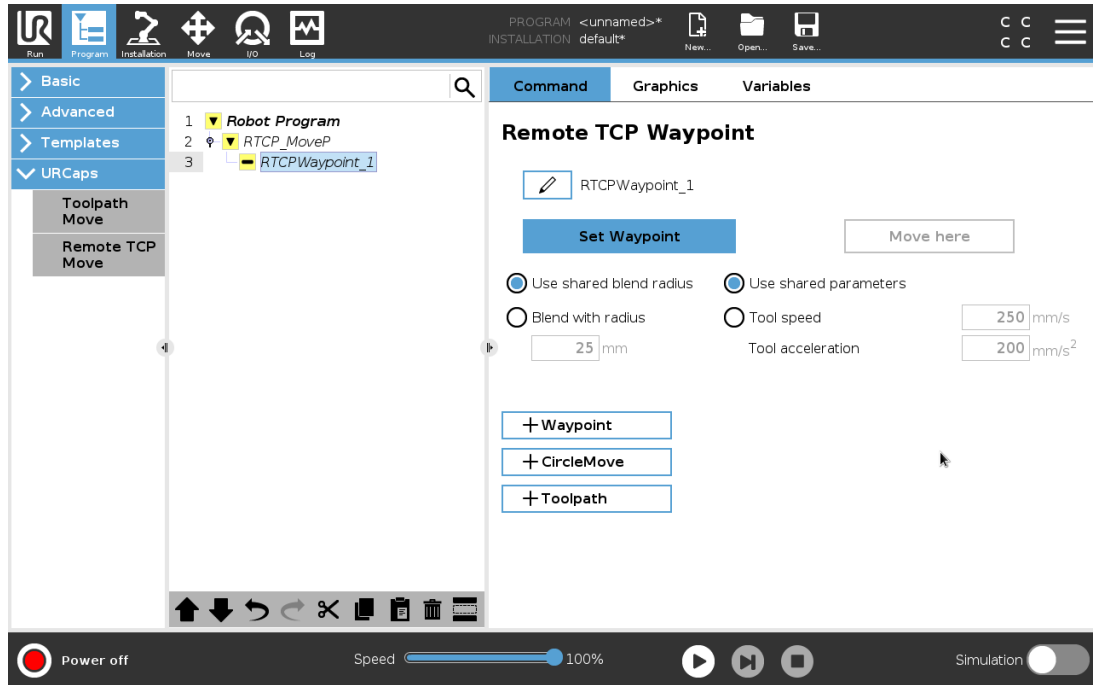 PROGRAM <unnamed>*
INSTALLATION default*
UR
Run Program Installation Move I/O Log New... Open... Save...
C C
C C
Basic
Advanced
Templates
URCaps
Toolpath
Move
Remote TCP
Move
1 Robot Program
2 RTCP_MoveP
3 RTCPWaypoint_1
Command Graphics Variables
Remote TCP Waypoint
RTCPWaypoint_1
Set Waypoint Move here
Use shared blend radius Use shared parameters
Blend with radius Tool speed 250 mm/s
25 mm Tool acceleration 200 mm/s²
+Waypoint
+CircleMove
+Toolpath
Power off Speed 100% Simulation